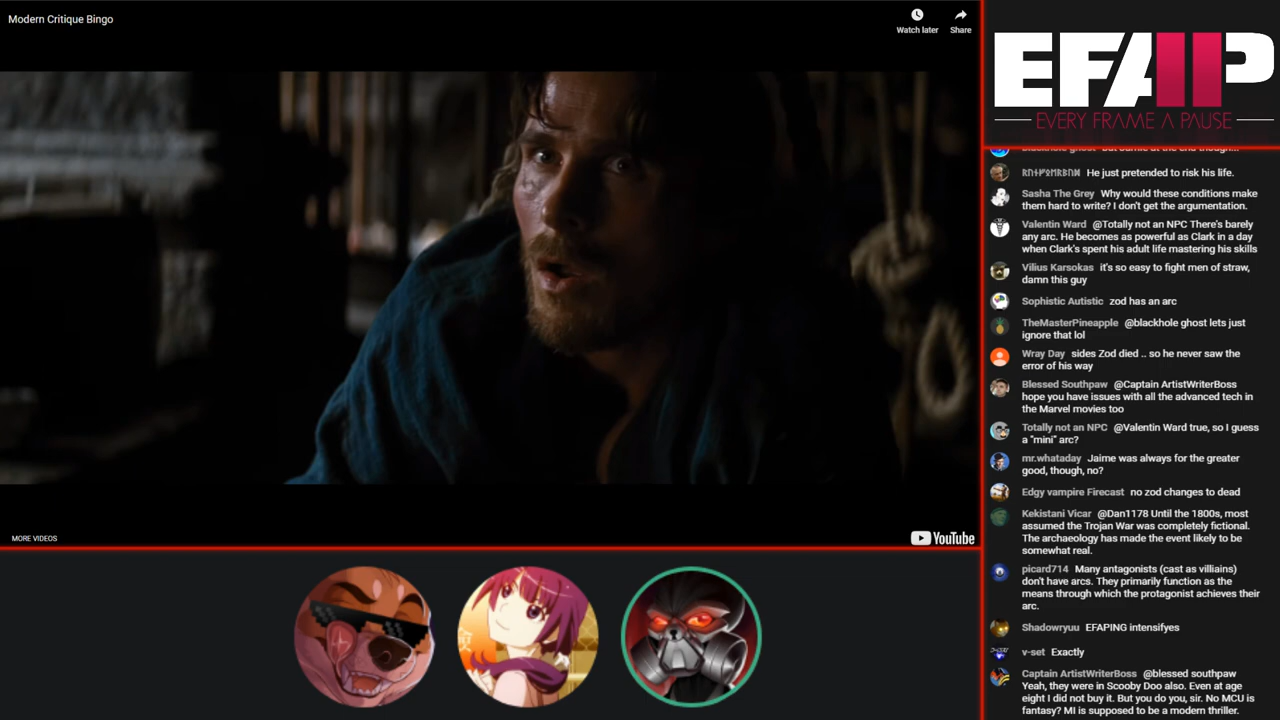 Modern Critique Bingo
Watch later
Share
EFAP
EVERY FRAME A PAUSE
blackhole ghost but Jamie at the end though...
He just pretended to risk his life.
Sasha The Grey Why would these conditions make
them hard to write? I don't get the argumentation.
Valentin Ward @Totally not an NPC There's barely
any arc. He becomes as powerful as Clark in a day
when Clark's spent his adult life mastering his skills
Vilius Karsokas it's so easy to fight men of straw,
damn this guy
Sophistic Autistic zod has an arc
TheMasterPineapple @blackhole ghost lets just
ignore that lol
Wray Day sides Zod died .. so he never saw the
error of his way
Blessed Southpaw @Captain ArtistWriterBoss
hope you have issues with all the advanced tech in
the Marvel movies too
Totally not an NPC @Valentin Ward true, so I guess
a "mini" arc?
mr.whataday Jaime was always for the greater
good, though, no?
Edgy vampire Firecast no zod changes to dead
Kekistani Vicar @Dan1178 Until the 1800s, most
assumed the Trojan War was completely fictional.
The archaeology has made the event likely to be
somewhat real.
picard714 Many antagonists (cast as villians)
don't have arcs. They primarily function as the
means through which the protagonist achieves their
arc.
Shadowryuu EFAPING intensifyes
v-set Exactly
Captain ArtistWriterBoss @blessed southpaw
Yeah, they were in Scooby Doo also. Even at age
eight I did not buy it. But you do you, sir. No MCU is
fantasy? MI is supposed to be a modern thriller.
MORE VIDEOS
YouTube